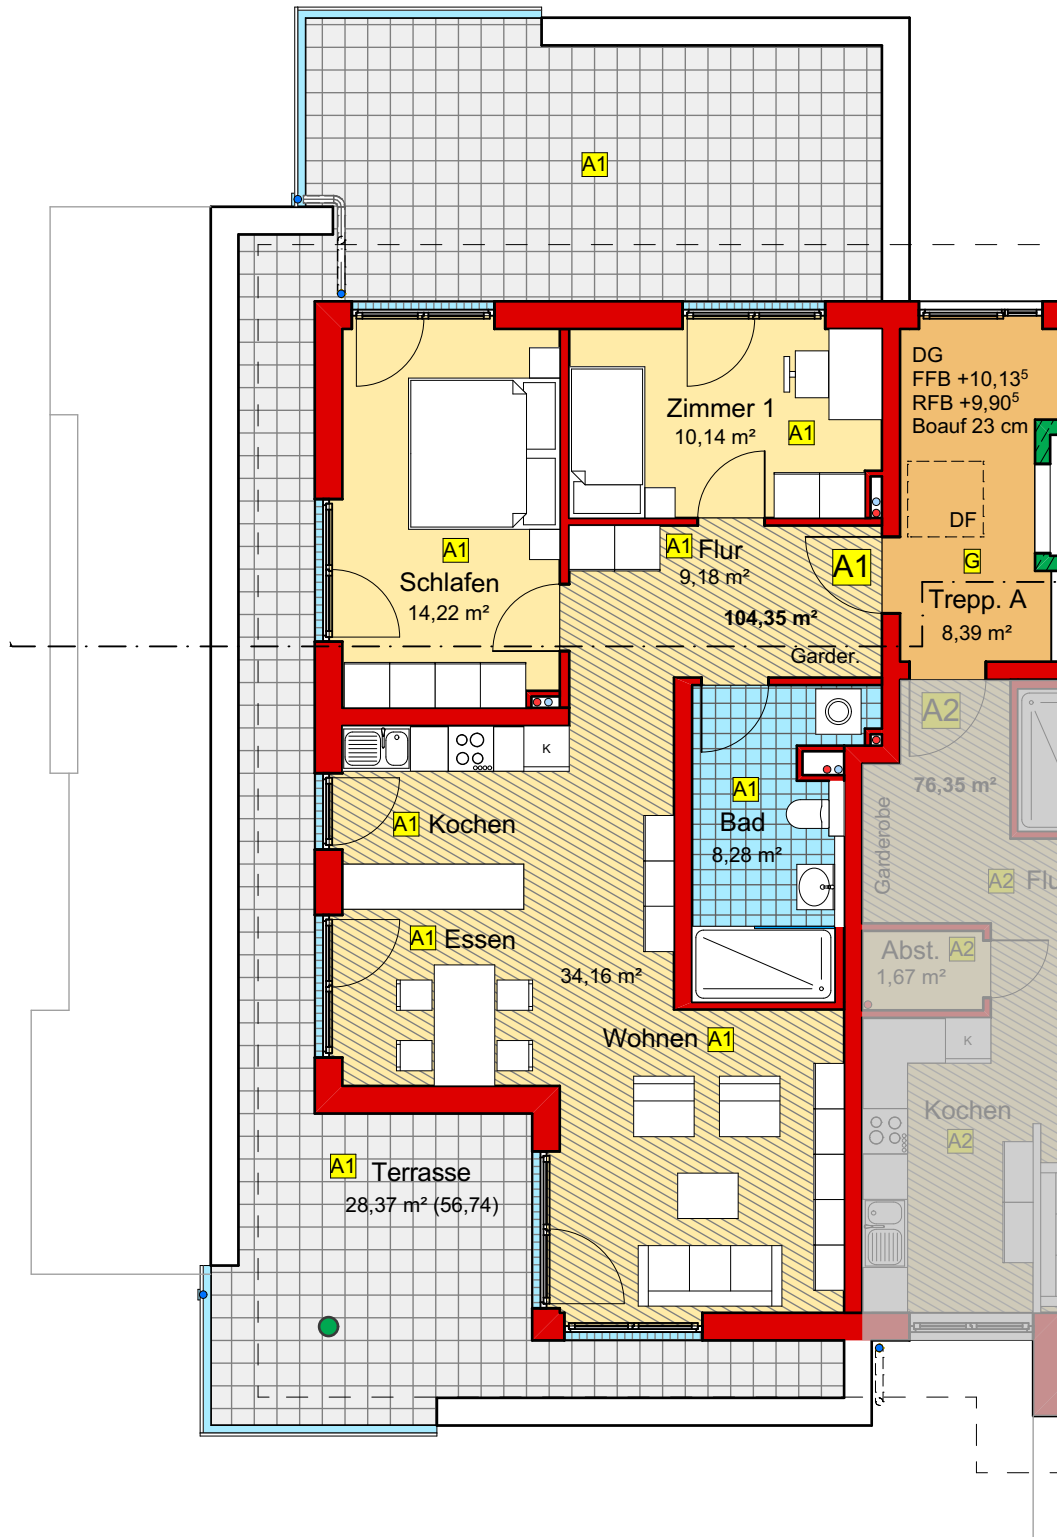 A1
DG
FFB +10,13⁵
RFB +9,90⁵
Boauf 23 cm
Zimmer 1
10,14 m²
A1
DF
G
Trepp. A
8,39 m²
A1
Schlafen
14,22 m²
A1 Flur
9,18 m²
A1
104,35 m²
Garder.
A2
76,35 m²
Garderobe
A2 Flu
K
A1 Kochen
A1
Bad
8,28 m²
A1 Essen
34,16 m²
Abst. A2
1,67 m²
Wohnen A1
K
Kochen
A2
A1 Terrasse
28,37 m² (56,74)